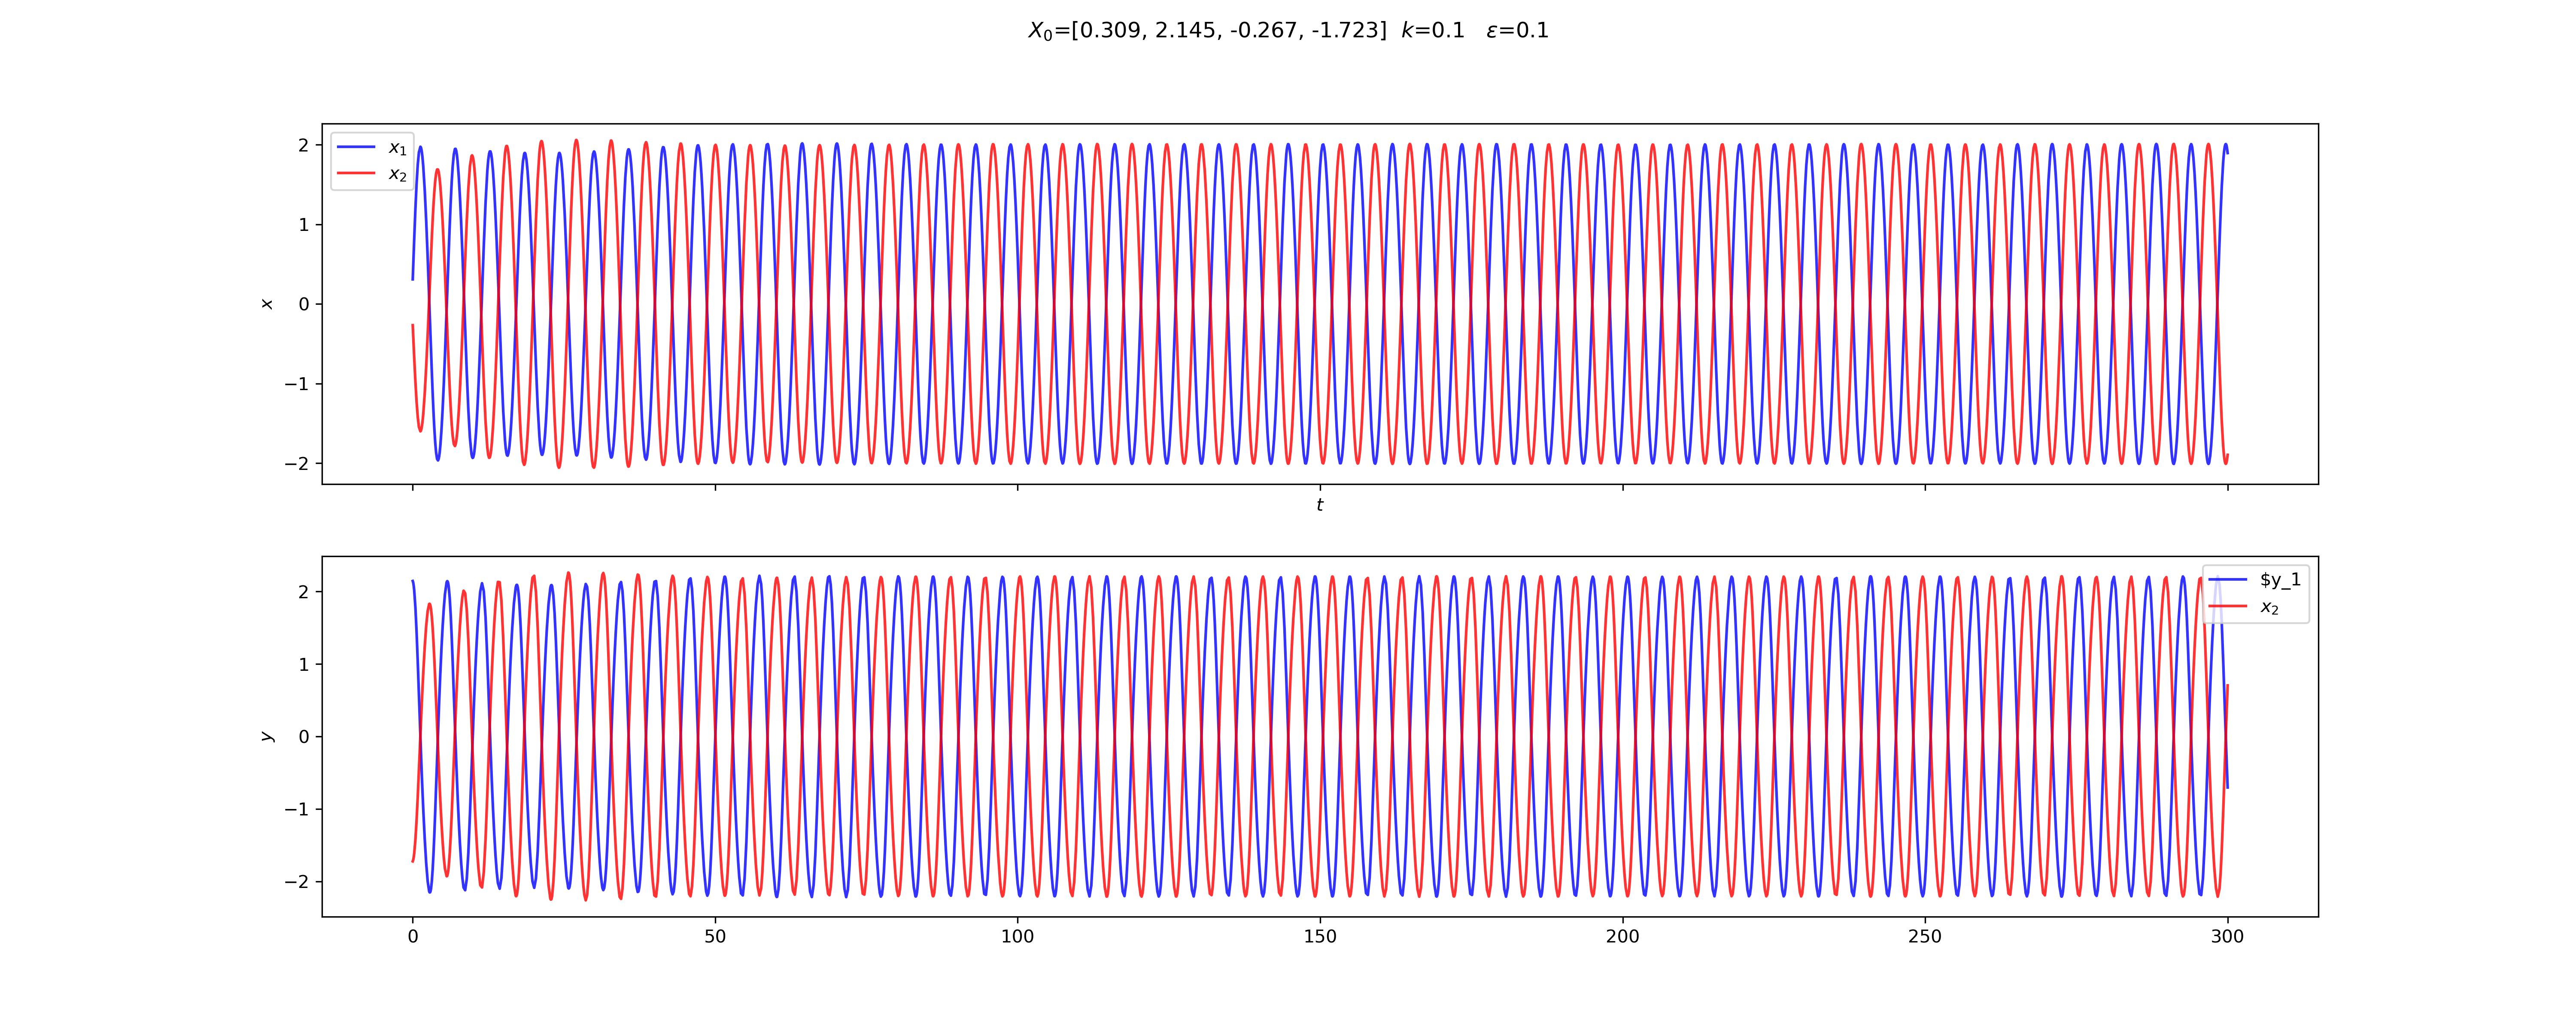 X₀=[0.309, 2.145, -0.267, -1.723] k=0.1 ε=0.1
2
1
0
−1
−2
x
x₁
x₂
t
2
1
0
−1
−2
y
$y_1
x₂
0 50 100 150 200 250 300